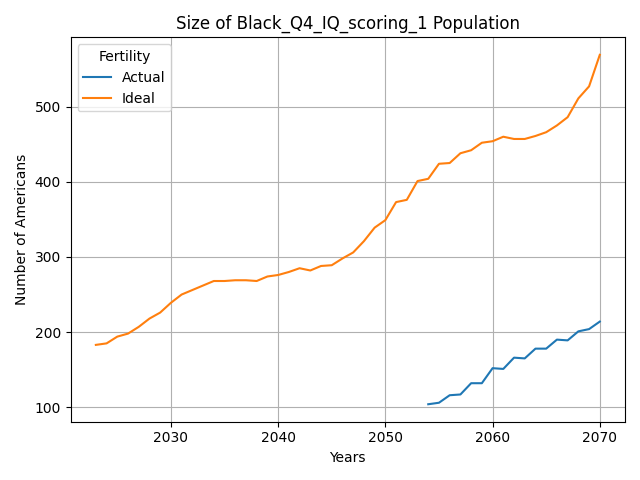 Size of Black_Q4_IQ_scoring_1 Population
Fertility
Actual
Ideal
Number of Americans
500
400
300
200
100
2030 2040 2050 2060 2070
Years